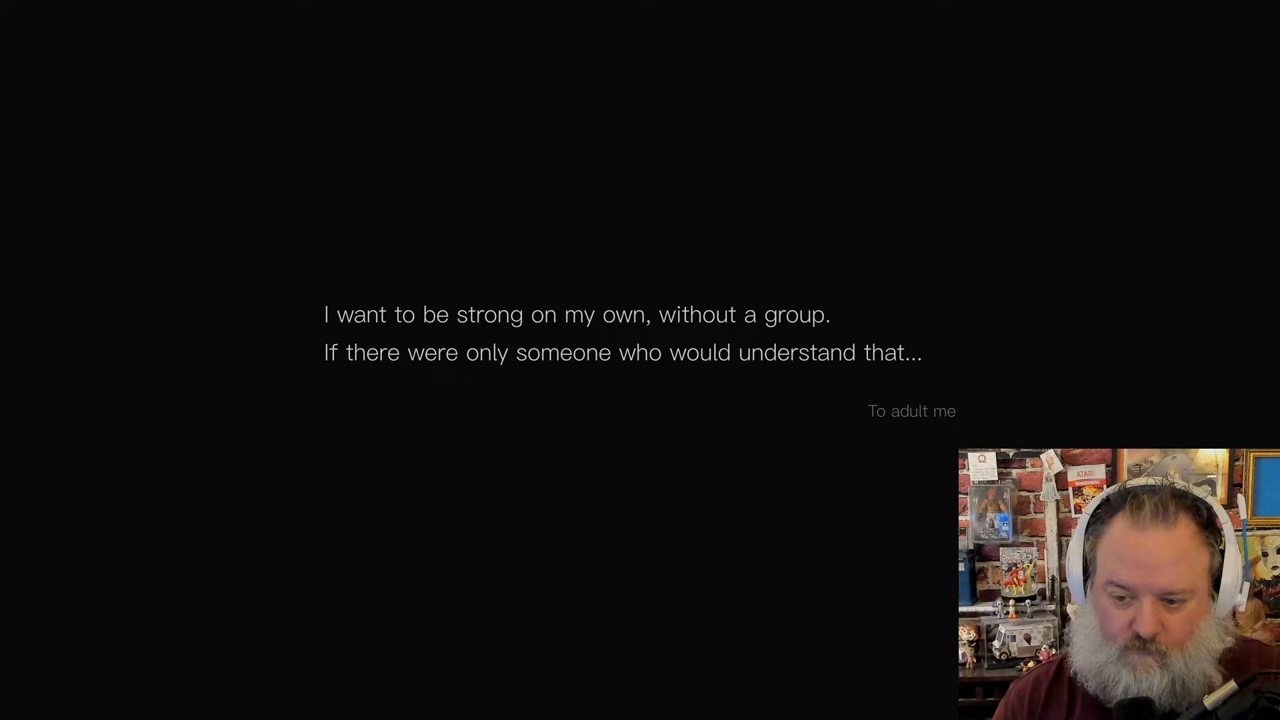 I want to be strong on my own, without a group.
If there were only someone who would understand that...
To adult me
ATARI